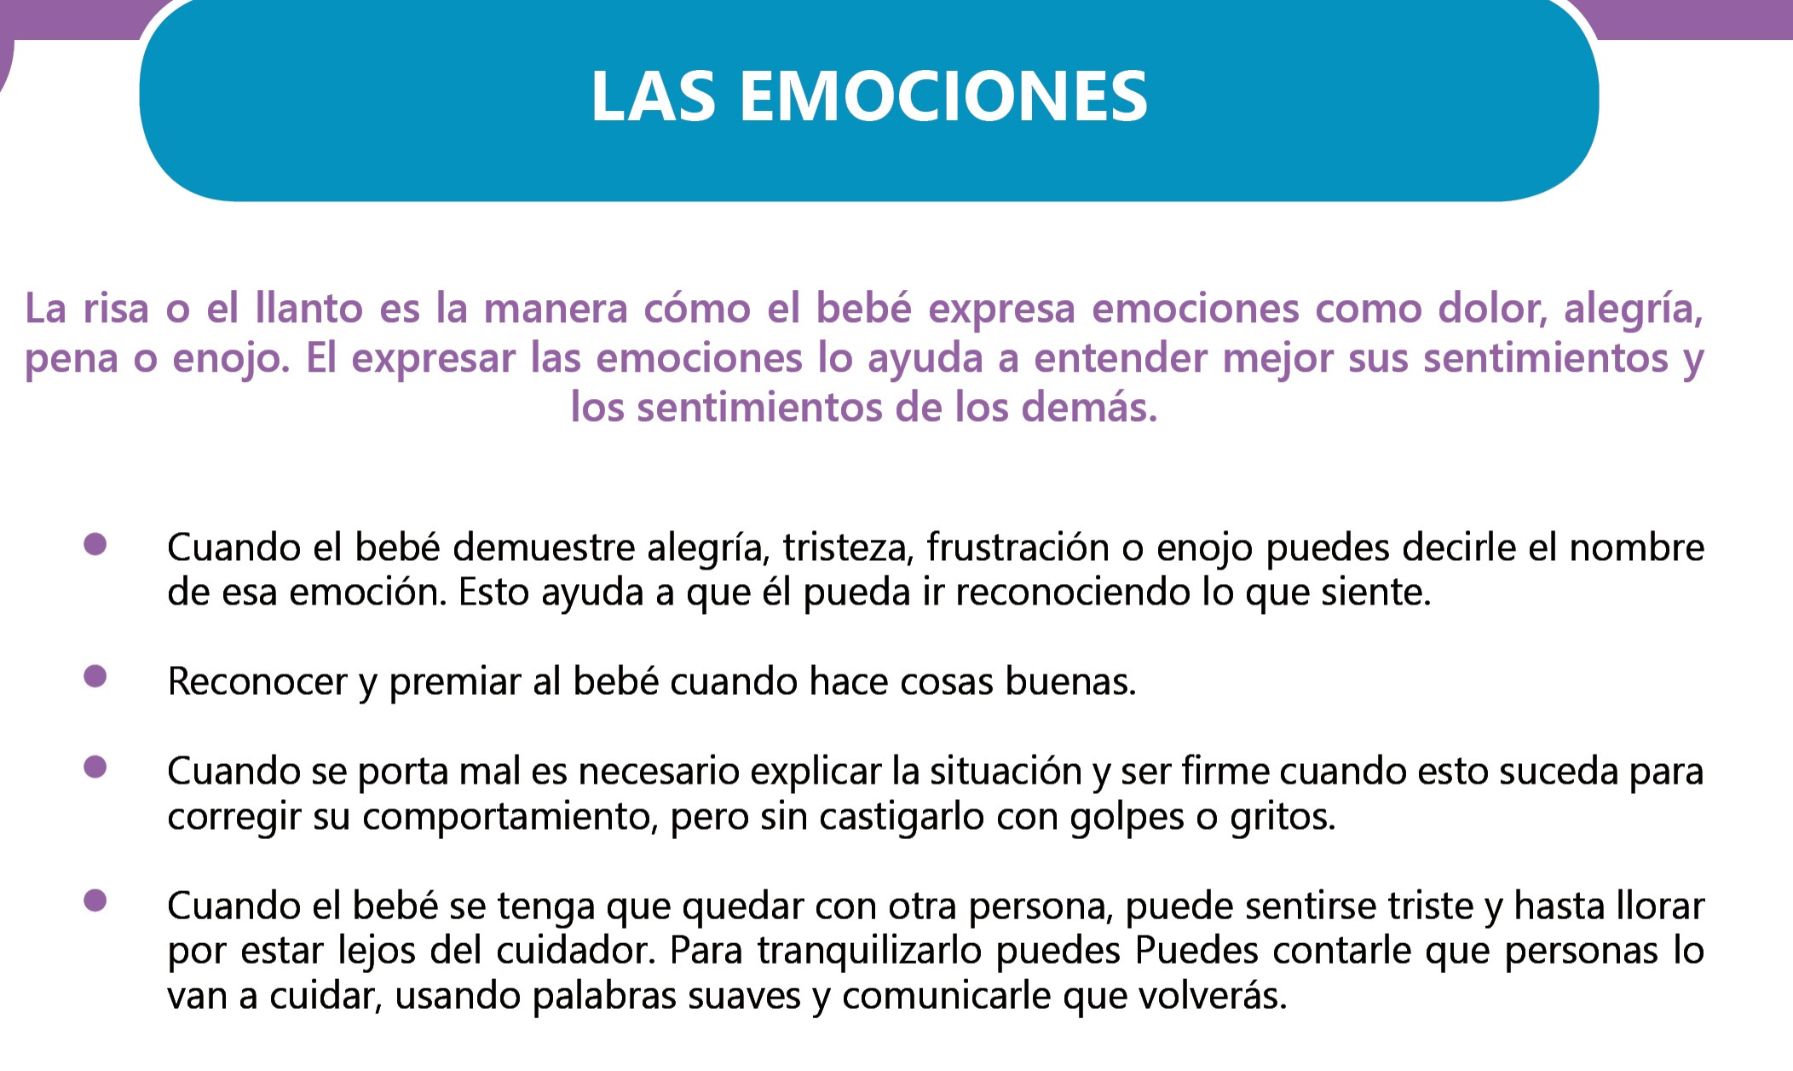 LAS EMOCIONES
La risa o el llanto es la manera cómo el bebé expresa emociones como dolor, alegría,
pena o enojo. El expresar las emociones lo ayuda a entender mejor sus sentimientos y
los sentimientos de los demás.
Cuando el bebé demuestre alegría, tristeza, frustración o enojo puedes decirle el nombre
de esa emoción. Esto ayuda a que él pueda ir reconociendo lo que siente.
Reconocer y premiar al bebé cuando hace cosas buenas.
Cuando se porta mal es necesario explicar la situación y ser firme cuando esto suceda para
corregir su comportamiento, pero sin castigarlo con golpes o gritos.
Cuando el bebé se tenga que quedar con otra persona, puede sentirse triste y hasta llorar
por estar lejos del cuidador. Para tranquilizarlo puedes Puedes contarle que personas lo
van a cuidar, usando palabras suaves y comunicarle que volverás.